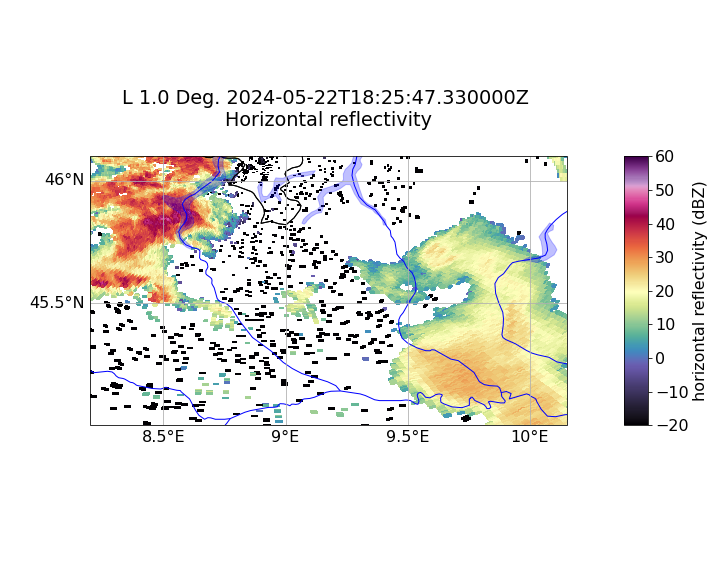 L 1.0 Deg. 2024-05-22T18:25:47.330000Z
Horizontal reflectivity
46°N
45.5°N
8.5°E
9°E
9.5°E
10°E
60
50
40
30
20
10
0
−10
−20
horizontal reflectivity (dBZ)